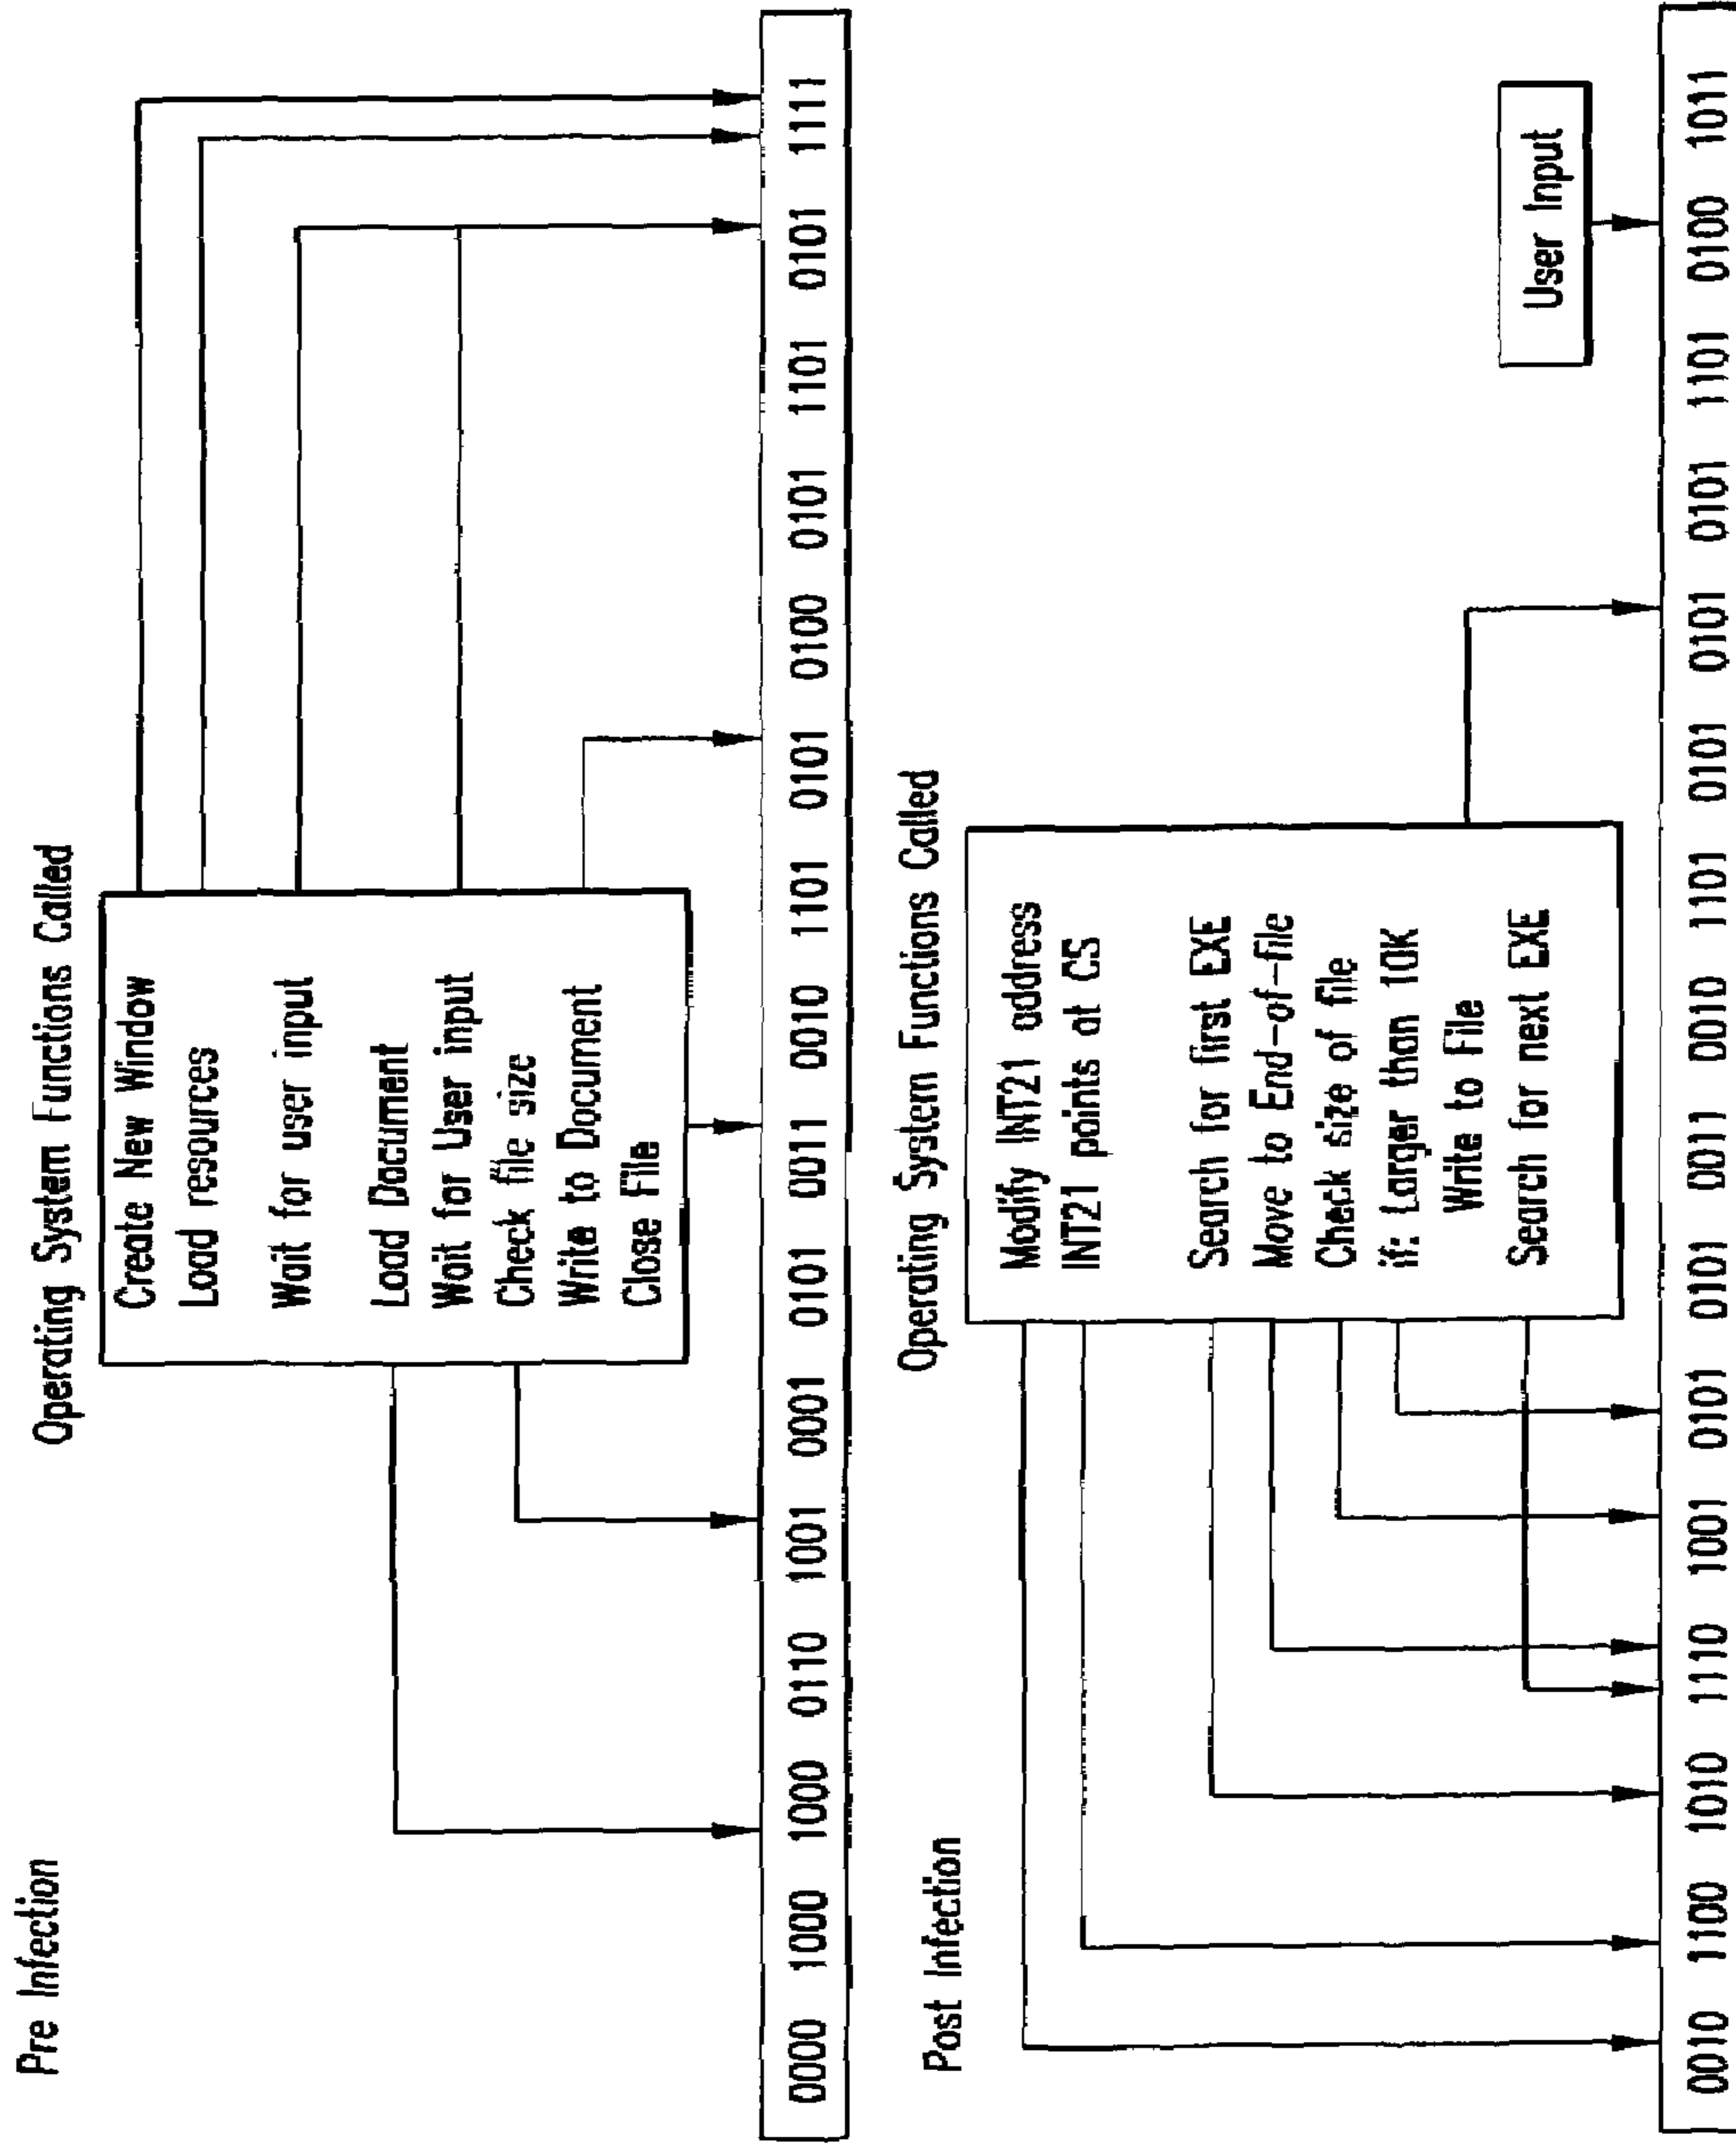 Pre Infection
Operating System Functions Called
Create New Window
Load resources
Wait for user input
Load Document
Wait for User input
Check file size
Write to Document
Close File
0000 1000 1000 0110 1001 0001 0101 0011 0010 1101 0101 0100 0101 1101 0101 1111
Post Infection
Operating System Functions Called
Modify INT21 address
INT21 points at CS
Search for first EXE
Move to End-of-file
Check size of file
if: Larger than 10K
Write to File
Search for next EXE
User Input
0010 1100 1010 1110 1001 0101 0101 0011 0010 1101 0101 0101 0101 1101 0100 1011